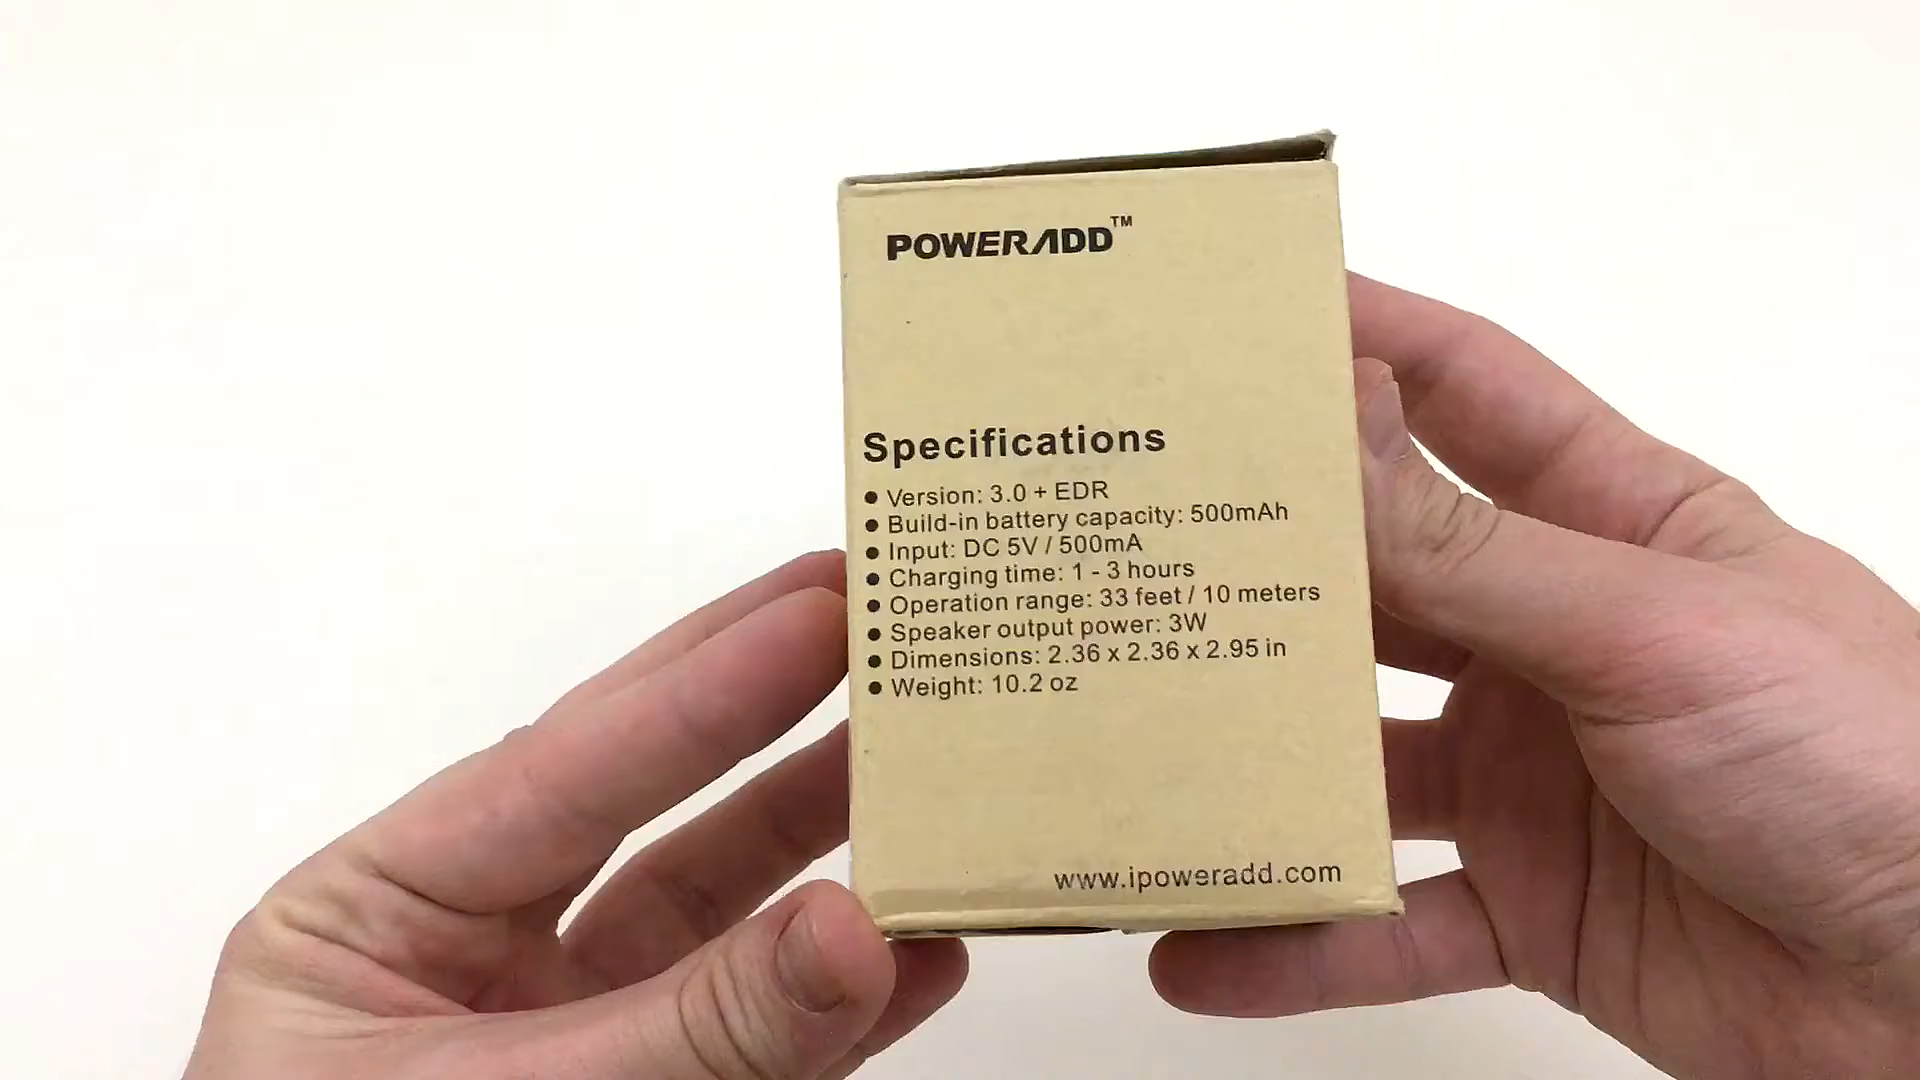 POWERADD™
Specifications
● Version: 3.0 + EDR
● Build-in battery capacity: 500mAh
● Input: DC 5V / 500mA
● Charging time: 1 - 3 hours
● Operation range: 33 feet / 10 meters
● Speaker output power: 3W
● Dimensions: 2.36 x 2.36 x 2.95 in
● Weight: 10.2 oz
www.ipoweradd.com